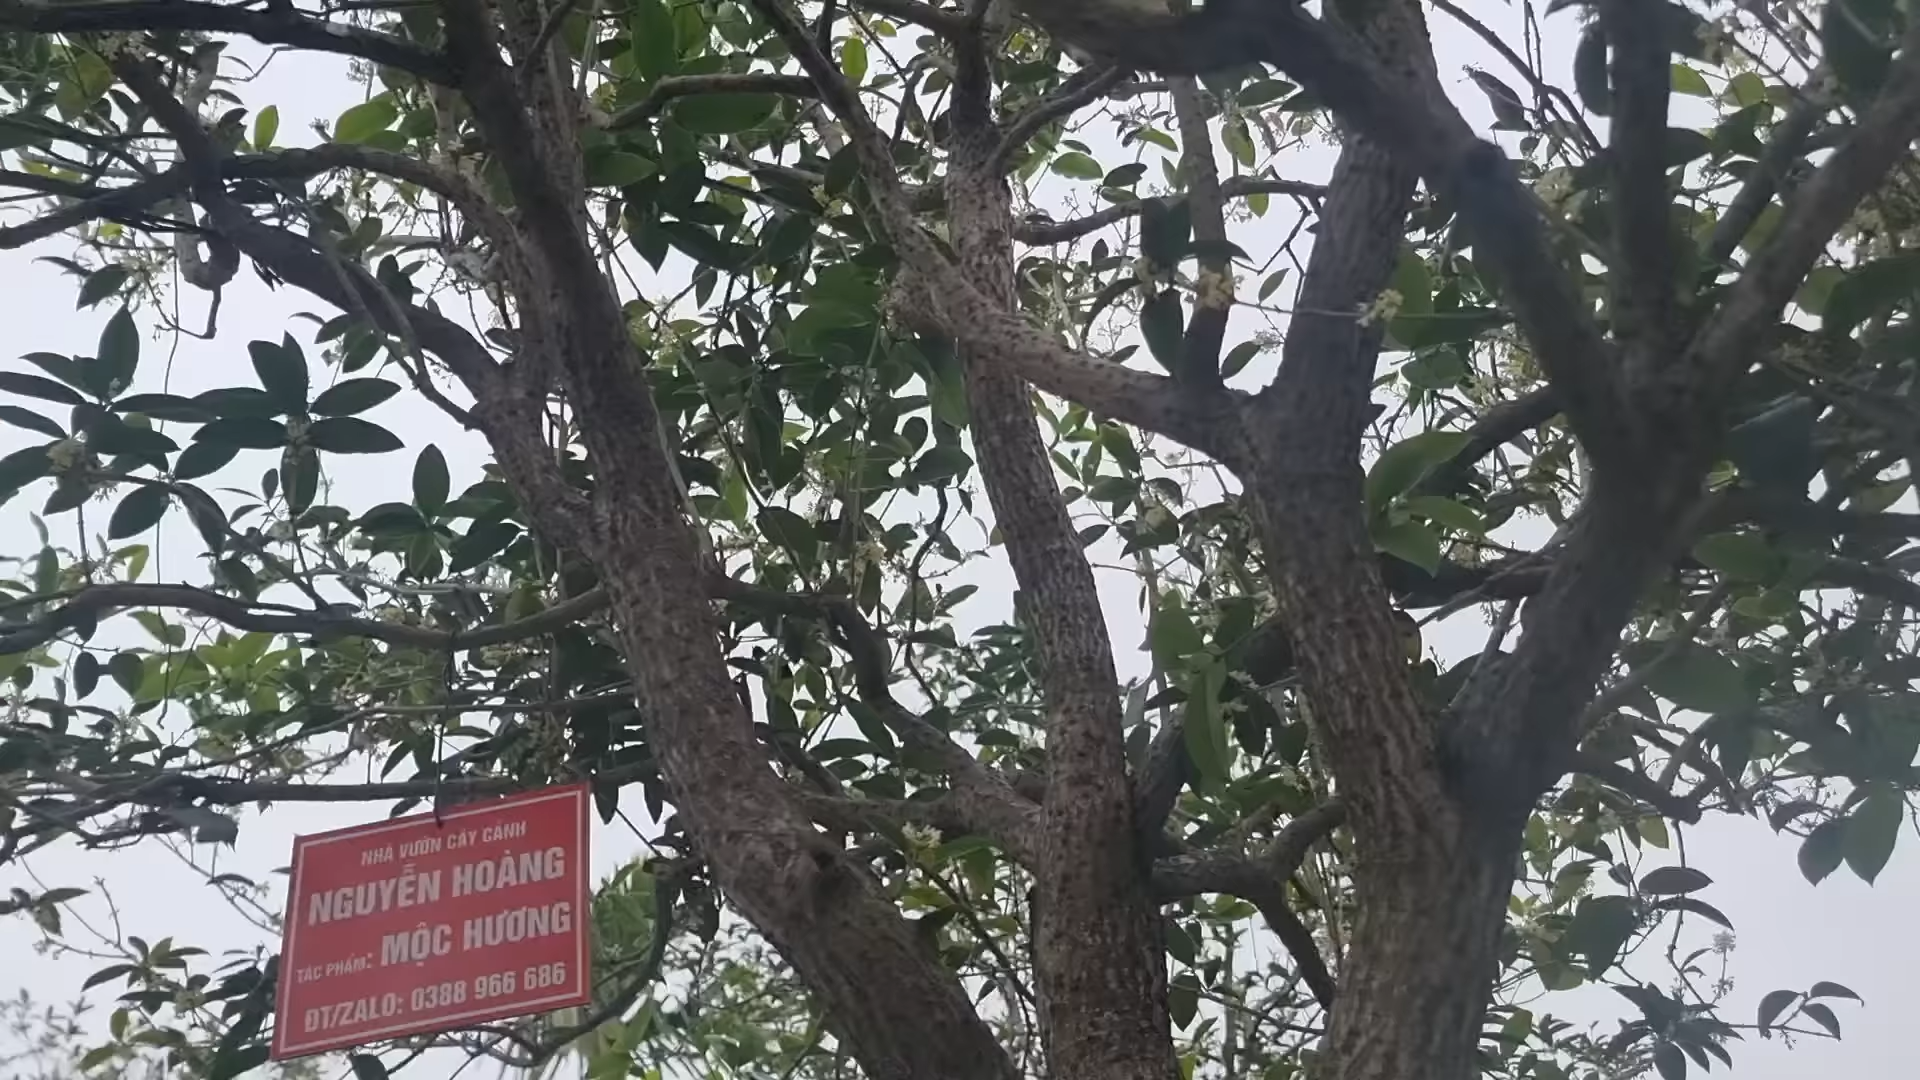 NHÀ VƯỜN CÂY CẢNH
NGUYỄN HOÀNG
TÁC PHẨM: MỘC HƯƠNG
ĐT/ZALO: 0388 966 686